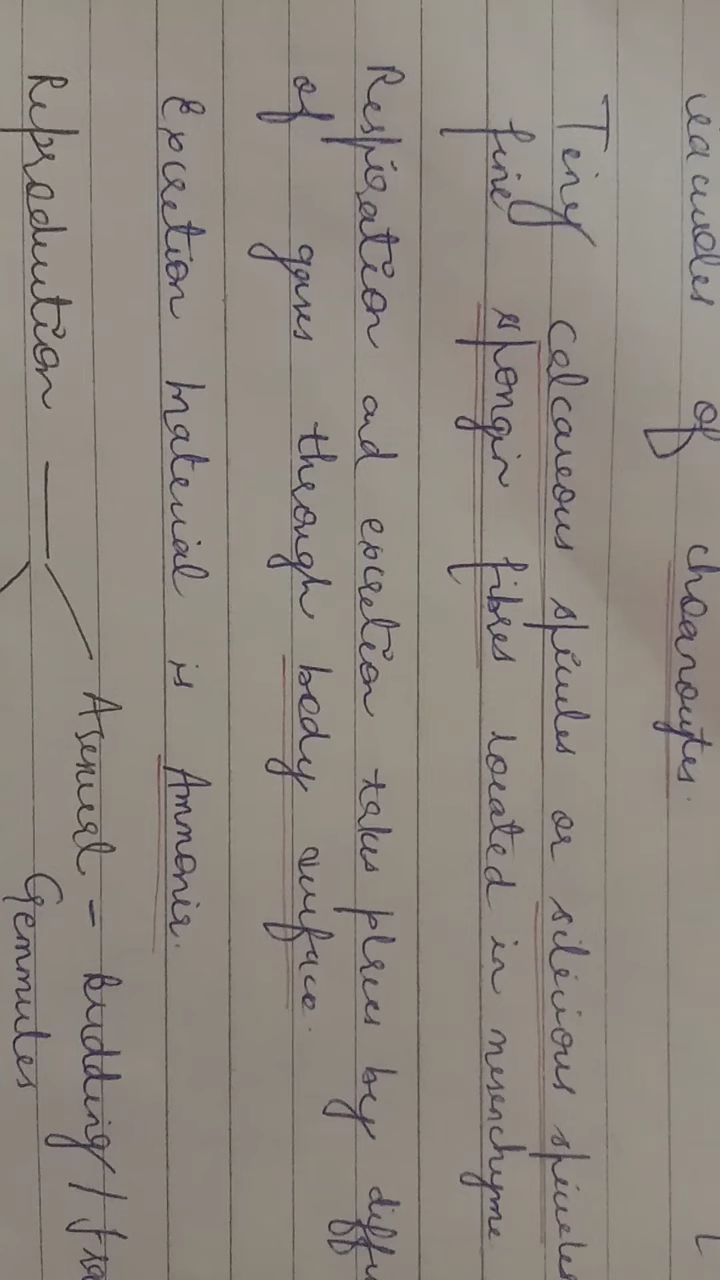 vacuoles of choanocytes.
Tiny calcareous spicules or silicious spicules
fine spongin fibres located in mesenchyme
Respiration and excretion takes place by diffu
of gases through body surface.
Excretion material is Ammonia.
Reproduction
Asexual - Budding / fra
Gemmules